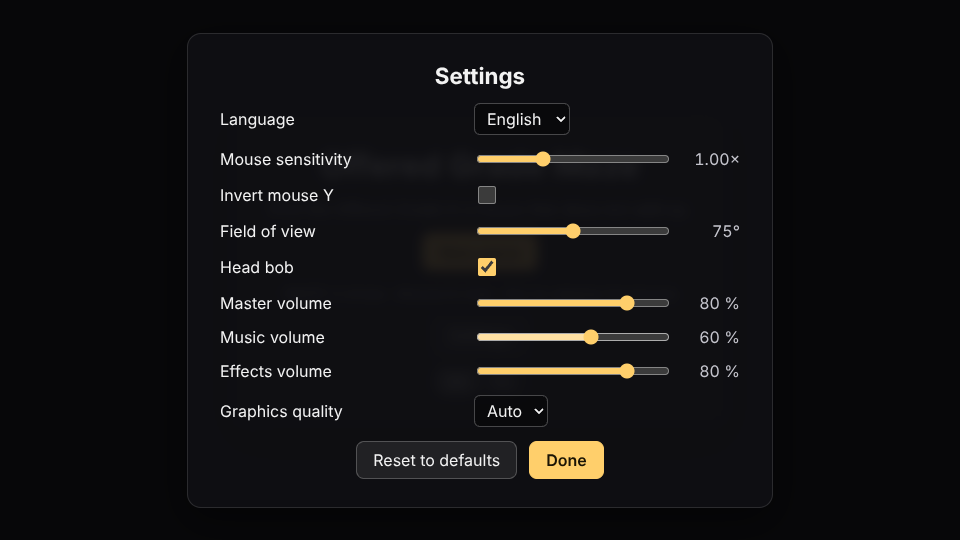 Settings
Language English
Mouse sensitivity 1.00×
Invert mouse Y
Field of view 75°
Head bob
Master volume 80 %
Music volume 60 %
Effects volume 80 %
Graphics quality Auto
Reset to defaults Done